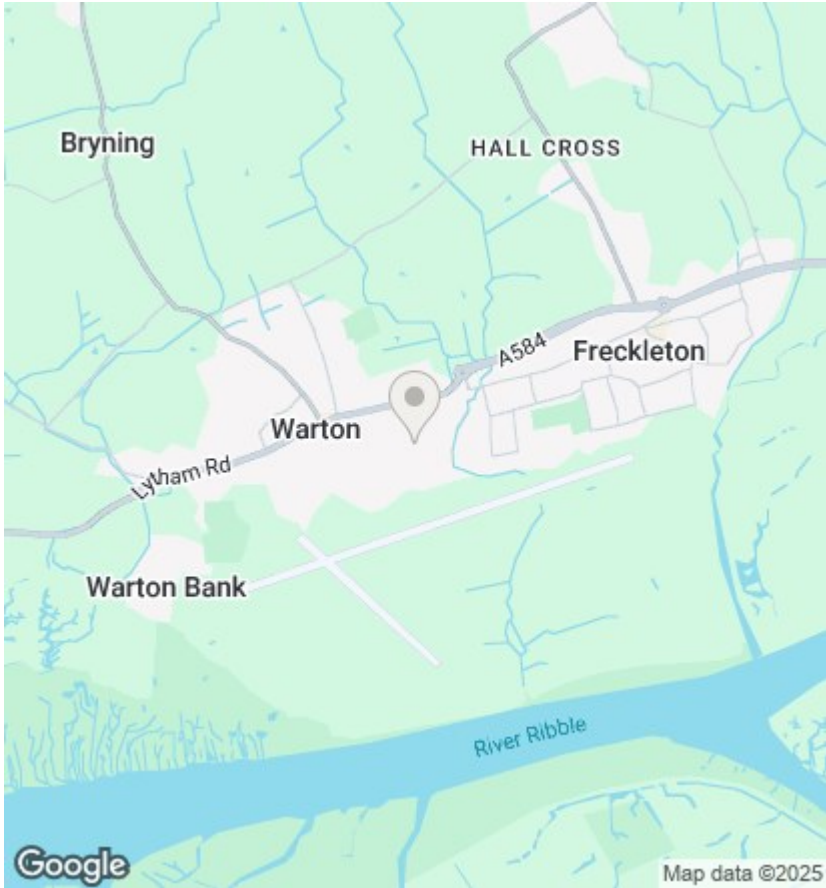 Bryning
HALL CROSS
A584
Freckleton
Warton
Lytham Rd
Warton Bank
River Ribble
Google
Map data ©2025